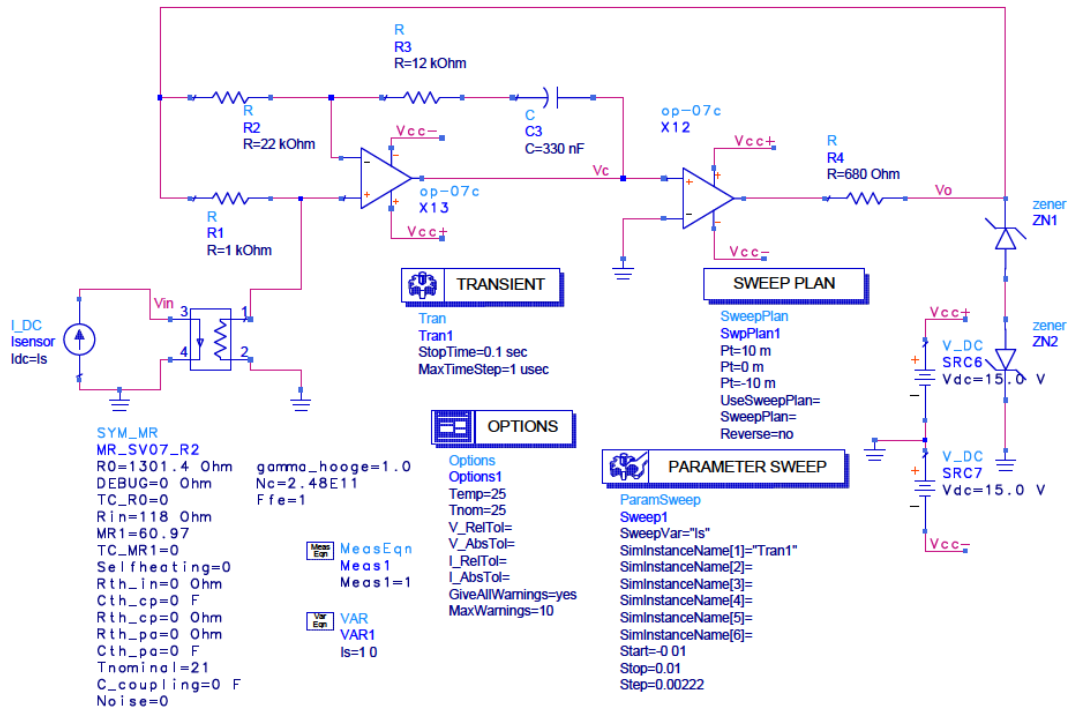 R
R3
R=12 kOhm
R
R2
R=22 kOhm
C
C3
C=330 nF
Vcc-
-
+
-
+
op-07c
X13
Vcc+
Vc
op-07c
X12
Vcc+
+
-
+
-
Vcc-
R
R4
R=680 Ohm
Vo
zener
ZN1
zener
ZN2
R
R1
R=1 kOhm
I_DC
Isensor
Idc=Is
Vin
3
4
1
2
TRANSIENT
Tran
Tran1
StopTime=0.1 sec
MaxTimeStep=1 usec
SWEEP PLAN
SweepPlan
SwpPlan1
Pt=10 m
Pt=0 m
Pt=-10 m
UseSweepPlan=
SweepPlan=
Reverse=no
Vcc+
V_DC
SRC6
+
Vdc=15.0 V
-
V_DC
SRC7
+
Vdc=15.0 V
-
Vcc-
SYM_MR
MR_SV07_R2
R0=1301.4 Ohm gamma_hooge=1.0
DEBUG=0 Ohm Nc=2.48E11
TC_R0=0 Ffe=1
Rin=118 Ohm
MR1=60.97
TC_MR1=0
Selfheating=0
Rth_in=0 Ohm
Cth_cp=0 F
Rth_cp=0 Ohm
Rth_pa=0 Ohm
Cth_pa=0 F
Tnominal=21
C_coupling=0 F
Noise=0
Meas
Eqn
MeasEqn
Meas1
Meas1=1
Var
Eqn
VAR
VAR1
Is=1 0
OPTIONS
Options
Options1
Temp=25
Tnom=25
V_RelTol=
V_AbsTol=
I_RelTol=
I_AbsTol=
GiveAllWarnings=yes
MaxWarnings=10
PARAMETER SWEEP
ParamSweep
Sweep1
SweepVar="Is"
SimInstanceName[1]="Tran1"
SimInstanceName[2]=
SimInstanceName[3]=
SimInstanceName[4]=
SimInstanceName[5]=
SimInstanceName[6]=
Start=-0 01
Stop=0.01
Step=0.00222